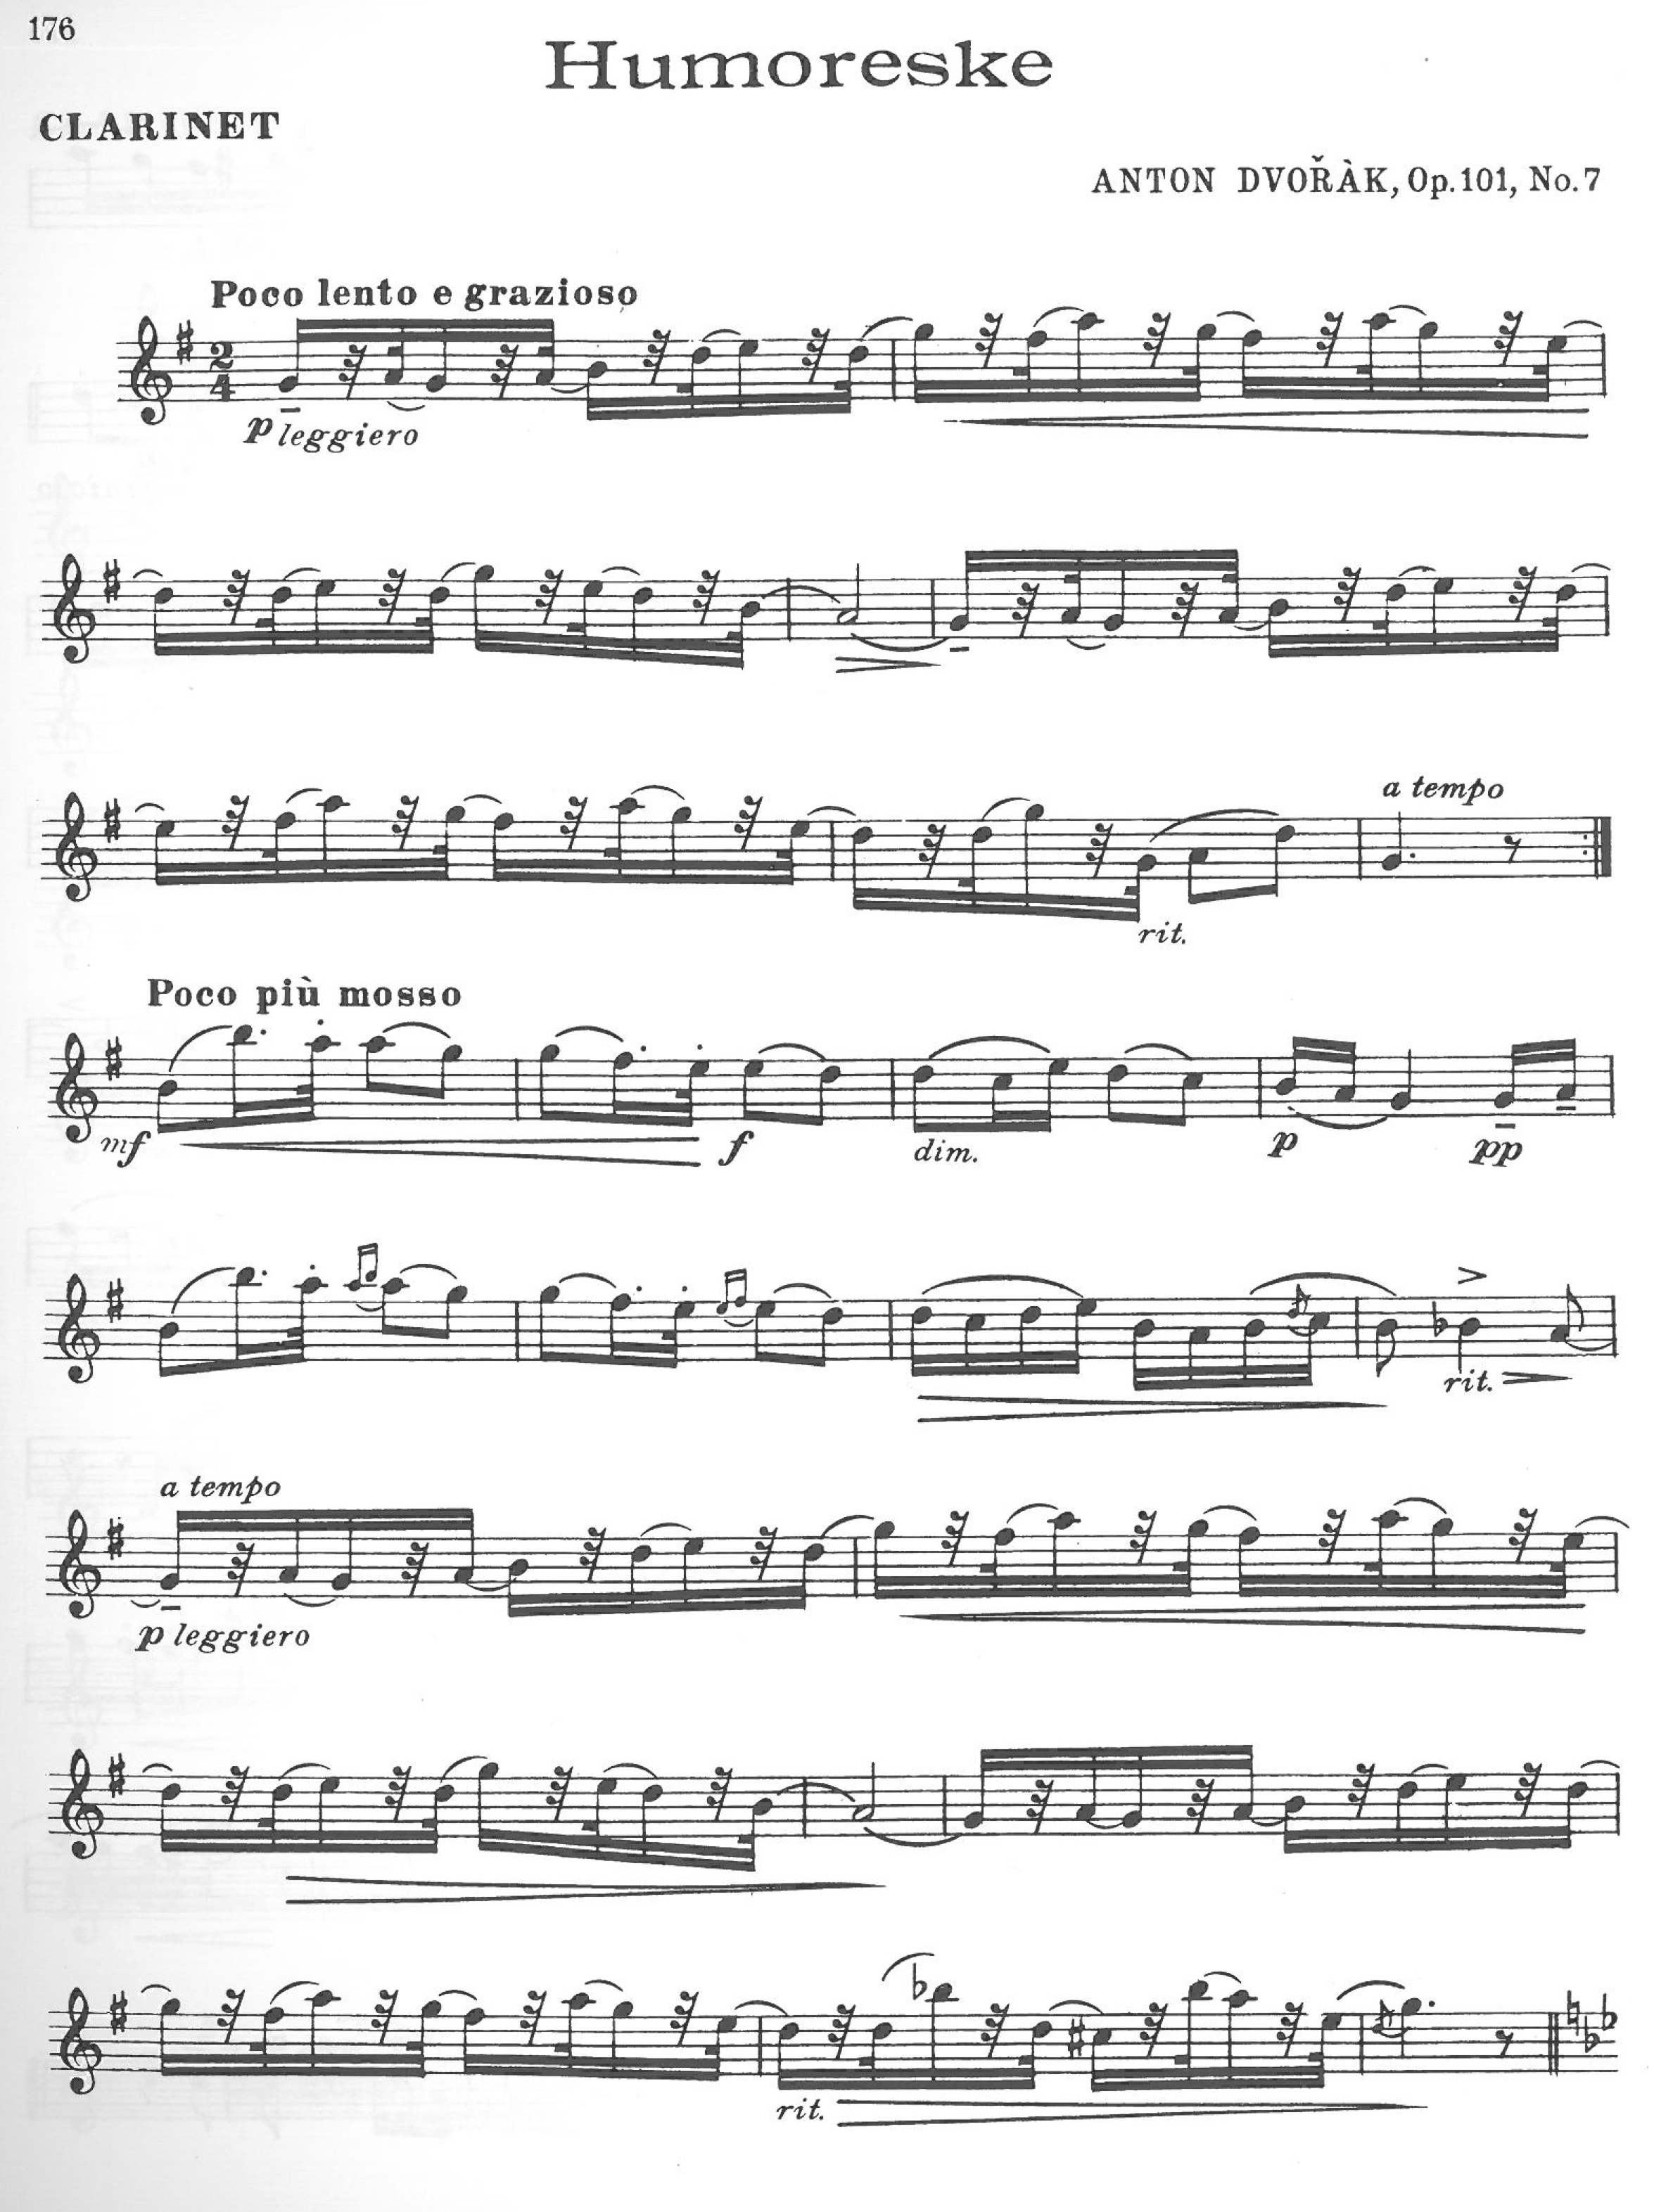 176
Humoreske
CLARINET
ANTON DVOŘÀK, Op. 101, No. 7
Poco lento e grazioso
2
4
p leggiero
a tempo
rit.
Poco più mosso
mf f dim. p pp
rit.
a tempo
p leggiero
rit.